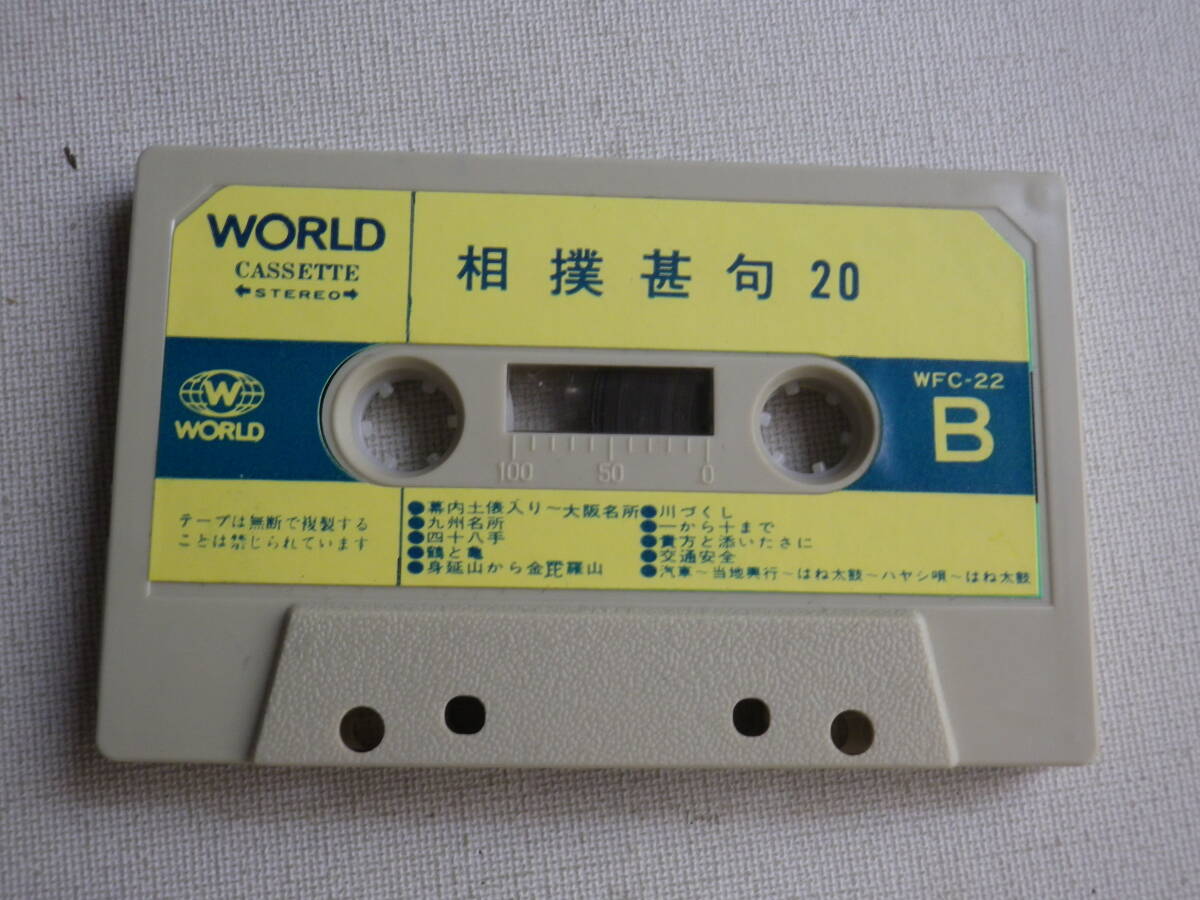 WORLD
CASSETTE
STEREO
相撲甚句 20
W
WORLD
WFC-22
B
100 50 0
テープは無断で複製する
ことは禁じられています
●幕内土俵入り〜大阪名所
●九州名所
●四十八手
●鶴と亀
●身延山から金毘羅山
●川づくし
●一から十まで
●貴方と添いたさに
●交通安全
●汽車〜当地興行〜はね太鼓〜ハヤシ唄〜はね太鼓